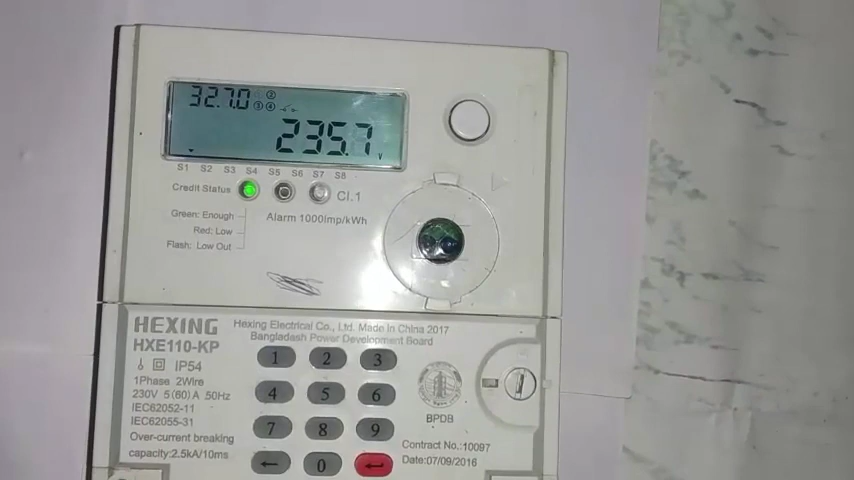 32.7.0 ① ② ③ ④
235.7 V
S1 S2 S3 S4 S5 S6 S7 S8
Credit Status
Cl.1
Green: Enough
Red: Low
Flash: Low Out
Alarm 1000imp/kWh
HEXING
HXE110-KP
IP54
1Phase 2Wire
230V 5(60)A 50Hz
IEC62052-11
IEC62055-31
Over-current breaking
capacity:2.5kA/10ms
Hexing Electrical Co., Ltd. Made in China 2017
Bangladash Power Development Board
1 2 3
4 5 6
7 8 9
← 0 ↵
BPDB
Contract No.:10097
Date:07/09/2016